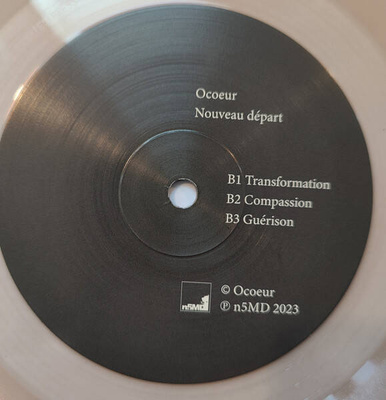 Ocoeur
Nouveau départ
B1 Transformation
B2 Compassion
B3 Guérison
n5MD
© Ocoeur
℗ n5MD 2023